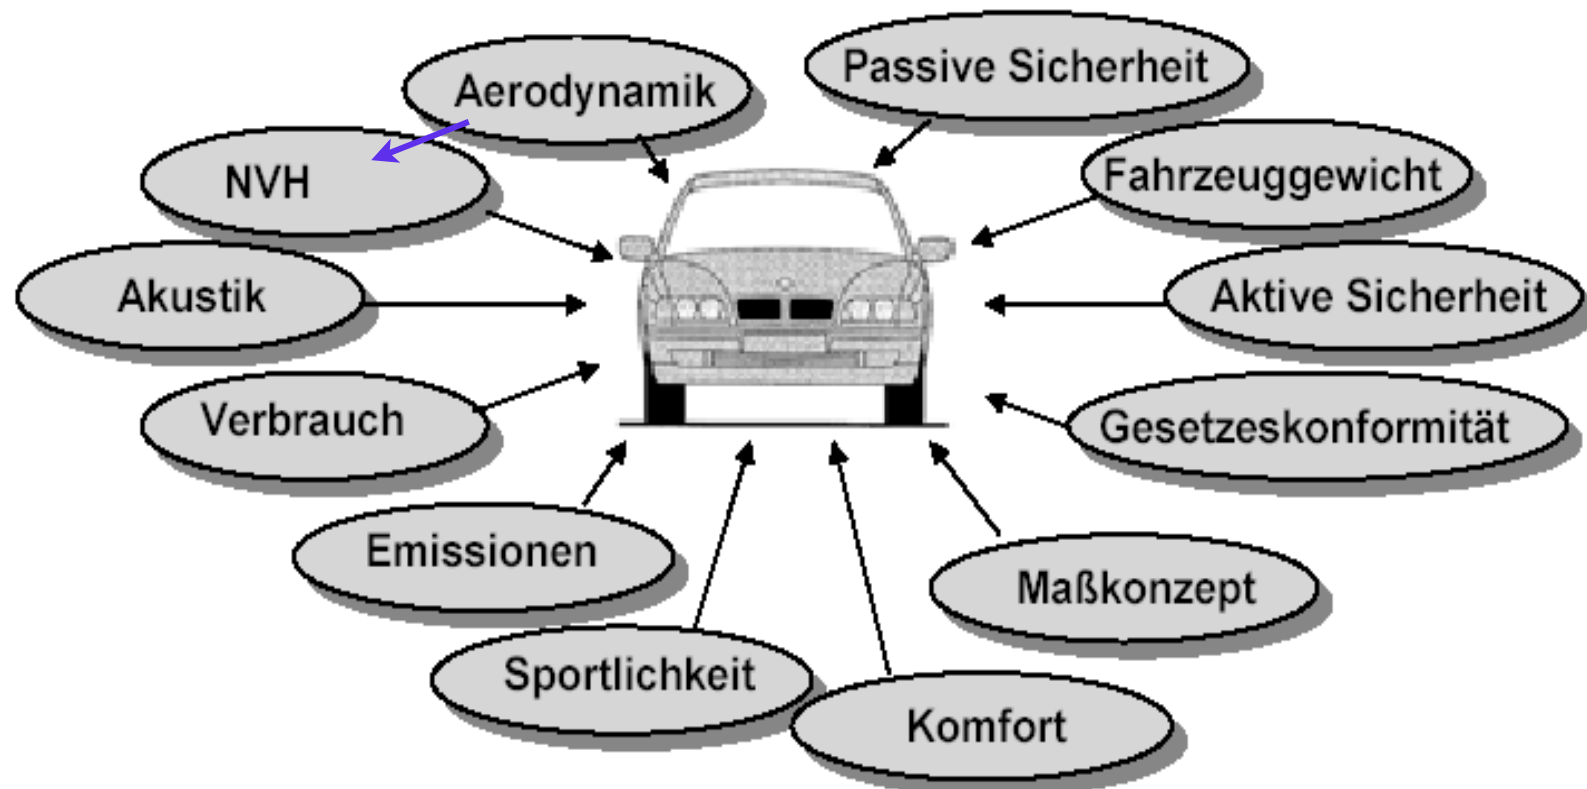 Passive Sicherheit
Aerodynamik
NVH
Fahrzeuggewicht
Akustik
Aktive Sicherheit
Verbrauch
Gesetzeskonformität
Emissionen
Maßkonzept
Sportlichkeit
Komfort